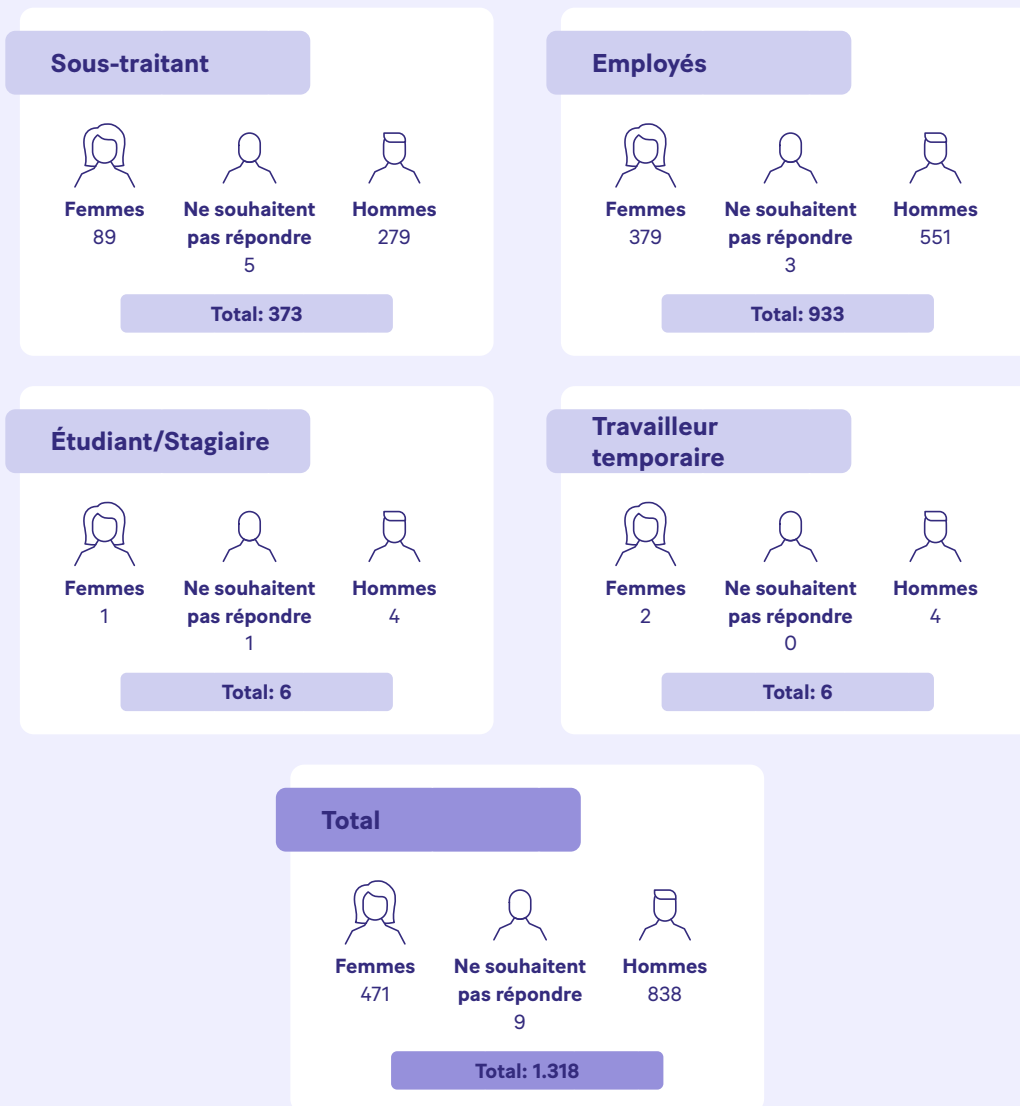 Sous-traitant
Femmes
89
Ne souhaitent
pas répondre
5
Hommes
279
Total: 373
Employés
Femmes
379
Ne souhaitent
pas répondre
3
Hommes
551
Total: 933
Étudiant/Stagiaire
Femmes
1
Ne souhaitent
pas répondre
1
Hommes
4
Total: 6
Travailleur
temporaire
Femmes
2
Ne souhaitent
pas répondre
0
Hommes
4
Total: 6
Total
Femmes
471
Ne souhaitent
pas répondre
9
Hommes
838
Total: 1.318